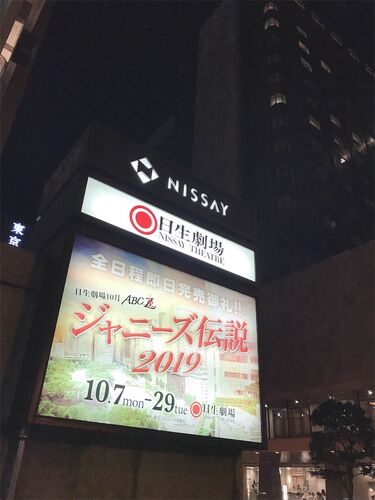 NISSAY
日生劇場
NISSAY THEATRE
全日程即日完売御礼!!
日生劇場10月 ABC-Z
ジャニーズ伝説
2019
10.7mon-29tue 日生劇場
東京